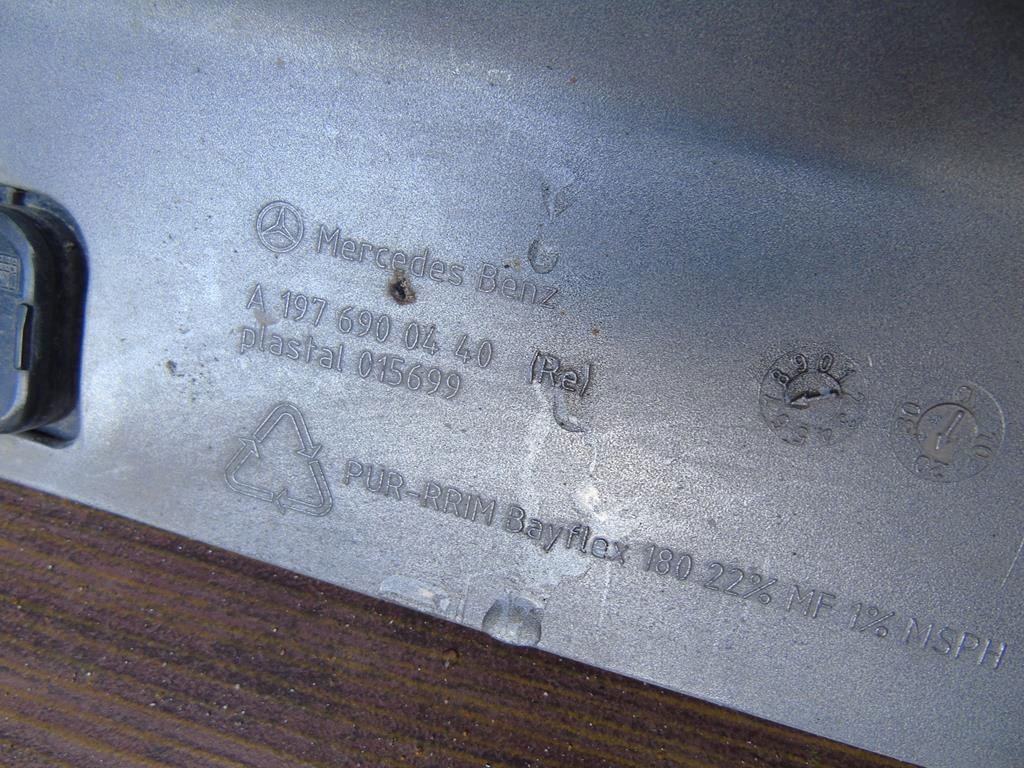 Mercedes Benz
A 197 690 04 40 (Re)
plastal 015699
PUR-RRIM Bayflex 180 22% MF 1% MSPH